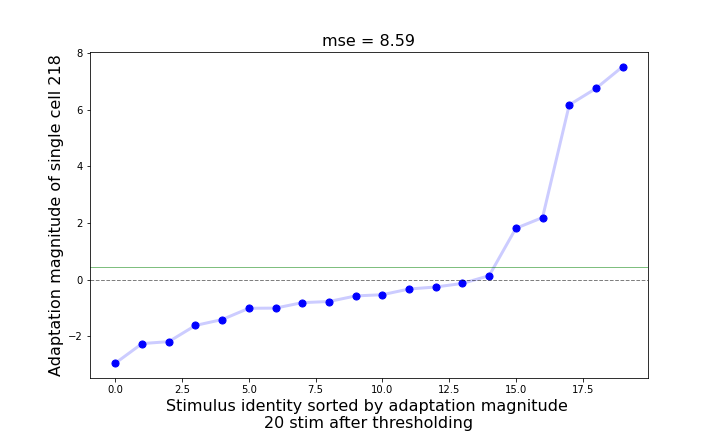 mse = 8.59
Adaptation magnitude of single cell 218
8
6
4
2
0
−2
0.0 2.5 5.0 7.5 10.0 12.5 15.0 17.5
Stimulus identity sorted by adaptation magnitude
20 stim after thresholding